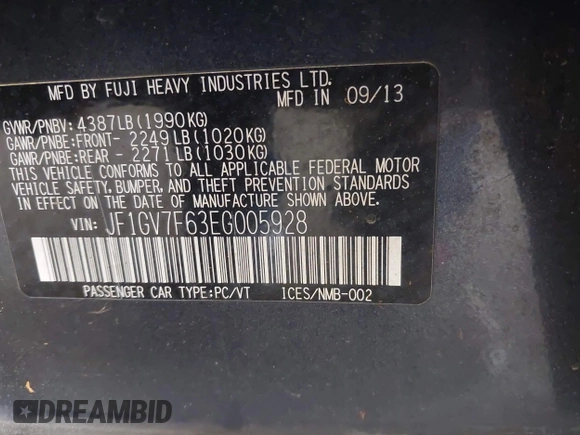 MFD BY FUJI HEAVY INDUSTRIES LTD.
MFD IN 09/13
GVWR/PNBV: 4387LB(1990KG)
GAWR/PNBE:FRONT- 2249LB(1020KG)
GAWR/PNBE:REAR - 2271LB(1030KG)
THIS VEHICLE CONFORMS TO ALL APPLICABLE FEDERAL MOTOR
VEHICLE SAFETY, BUMPER, AND THEFT PREVENTION STANDARDS
IN EFFECT ON THE DATE OF MANUFACTURE SHOWN ABOVE.
VIN: JF1GV7F63EG005928
PASSENGER CAR TYPE:PC/VT ICES/NMB-002
DREAMBID